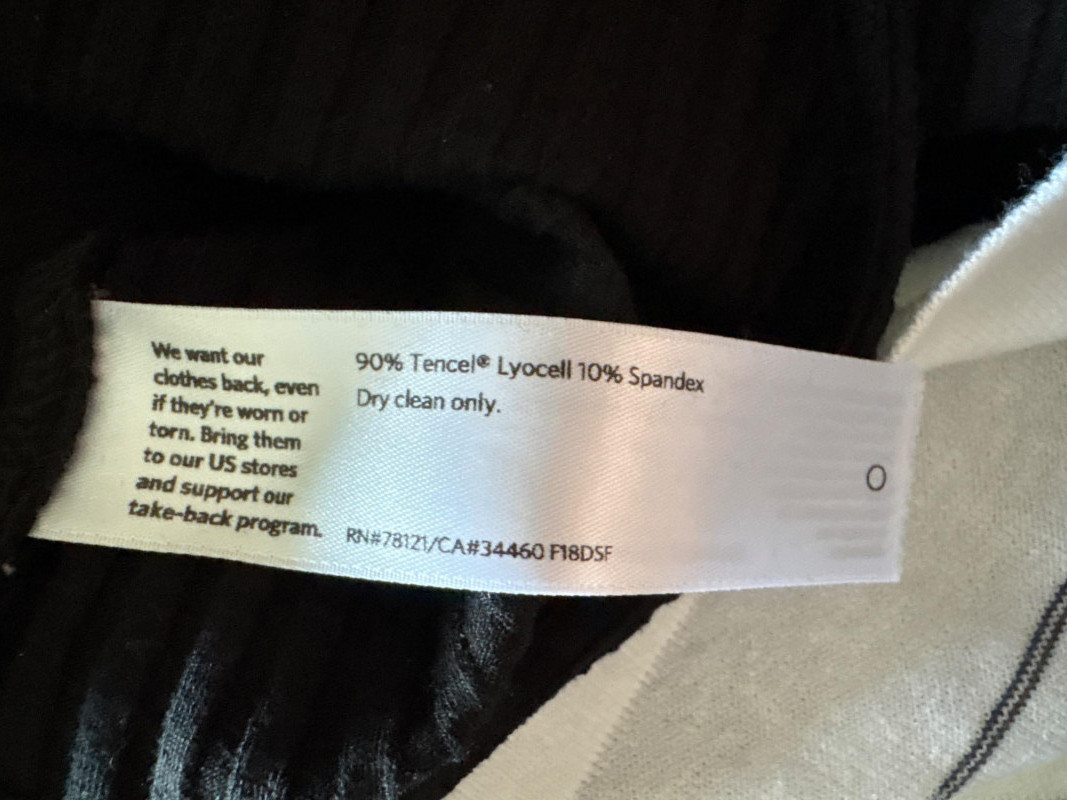 We want our
clothes back, even
if they're worn or
torn. Bring them
to our US stores
and support our
take-back program.
90% Tencel® Lyocell 10% Spandex
Dry clean only.
RN#78121/CA#34460 F18DSF
O